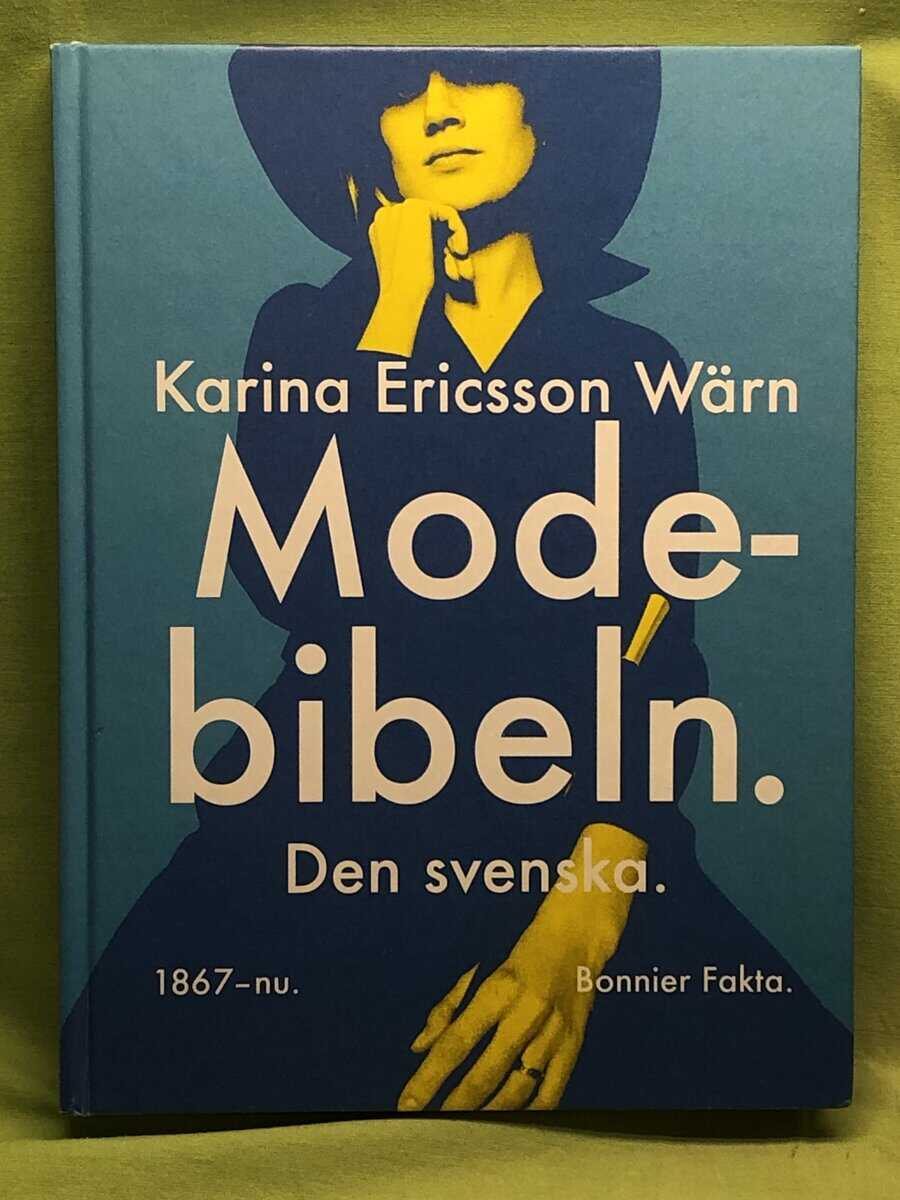 Karina Ericsson Wärn
Mode-
bibeln.
Den svenska.
1867–nu.
Bonnier Fakta.